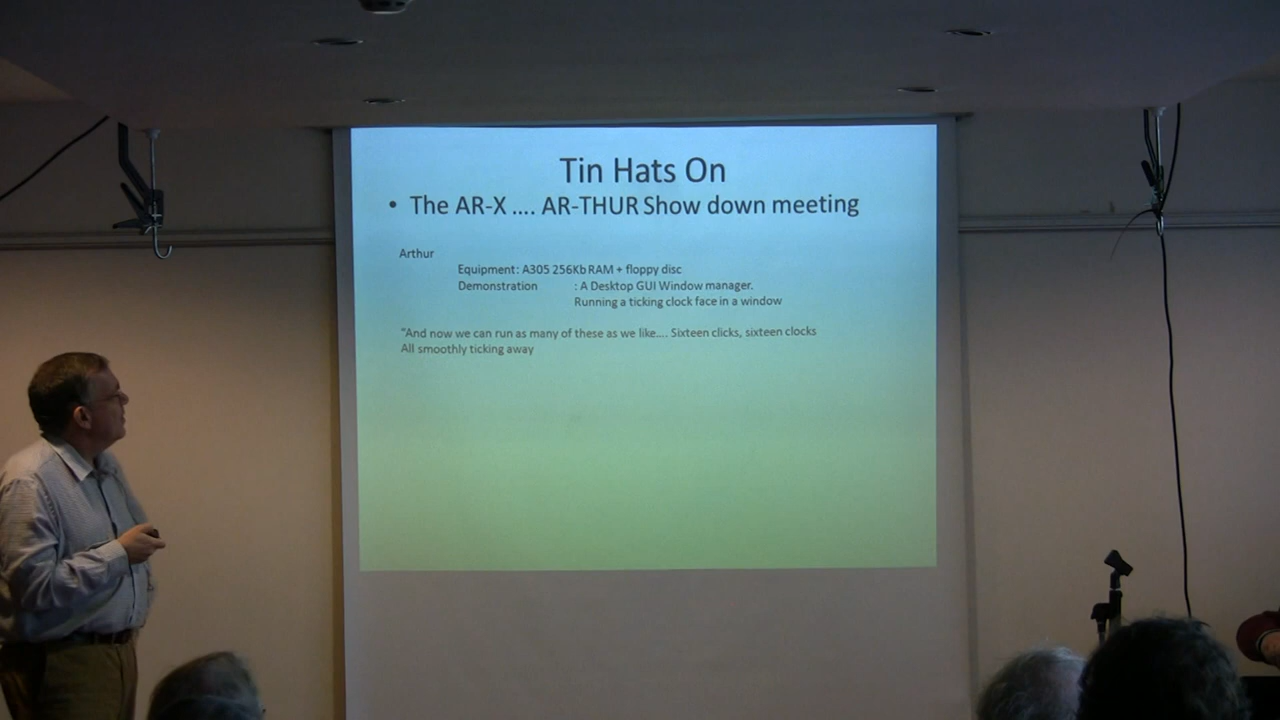 Tin Hats On
• The AR-X .... AR-THUR Show down meeting
Arthur
Equipment: A305 256Kb RAM + floppy disc
Demonstration : A Desktop GUI Window manager.
Running a ticking clock face in a window
"And now we can run as many of these as we like.... Sixteen clicks, sixteen clocks
All smoothly ticking away